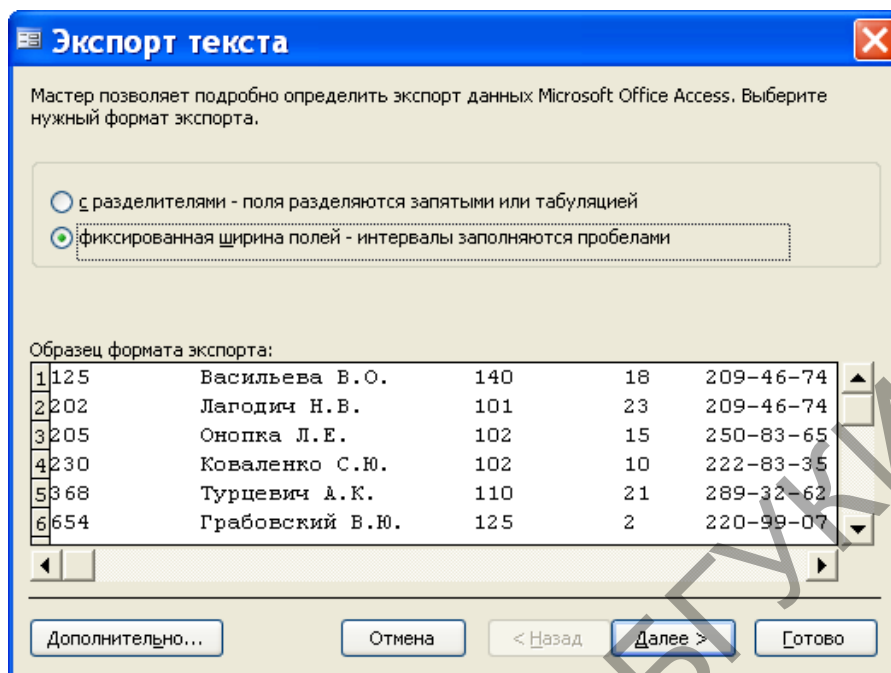 Экспорт текста
Мастер позволяет подробно определить экспорт данных Microsoft Office Access. Выберите
нужный формат экспорта.
с разделителями - поля разделяются запятыми или табуляцией
фиксированная ширина полей - интервалы заполняются пробелами
Образец формата экспорта:
1 125 Васильева В.О. 140 18 209-46-74
2 202 Лагодич Н.В. 101 23 209-46-74
3 205 Онопка Л.Е. 102 15 250-83-65
4 230 Коваленко С.Ю. 102 10 222-83-35
5 368 Турцевич А.К. 110 21 289-32-62
6 654 Грабовский В.Ю. 125 2 220-99-07
Дополнительно... Отмена < Назад Далее > Готово
БГУКИ